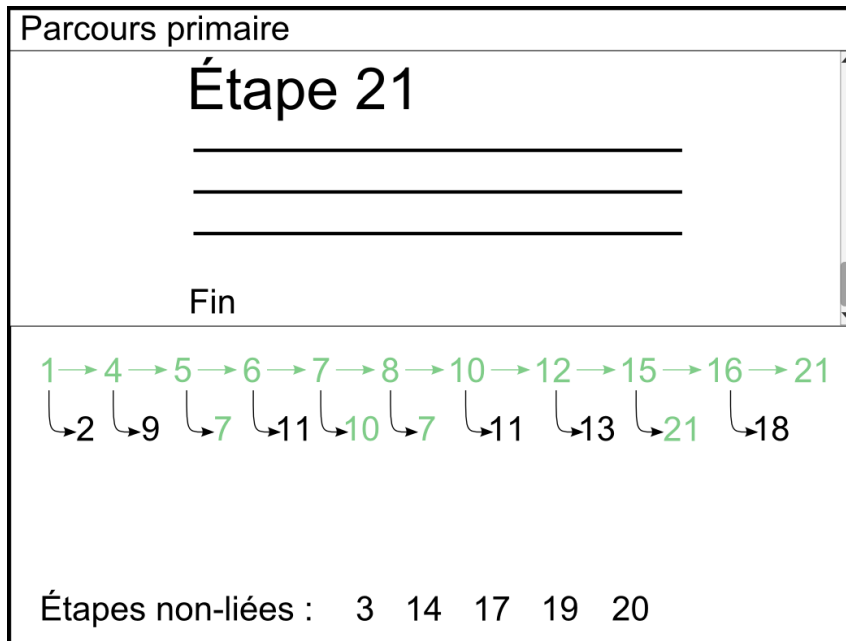 Parcours primaire
Étape 21
Fin
1 4 5 6 7 8 10 12 15 16 21
2 9 7 11 10 7 11 13 21 18
Étapes non-liées : 3 14 17 19 20